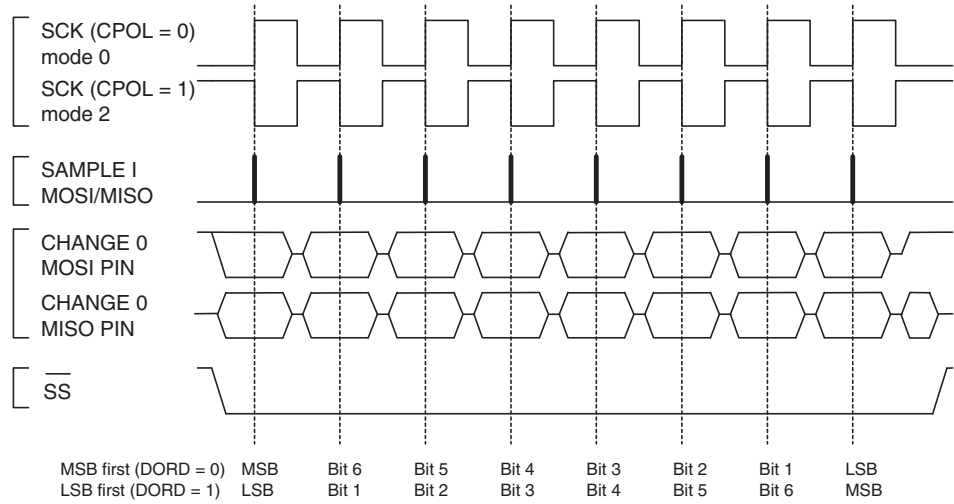 SCK (CPOL = 0)
mode 0
SCK (CPOL = 1)
mode 2
SAMPLE I
MOSI/MISO
CHANGE 0
MOSI PIN
CHANGE 0
MISO PIN
SS
MSB first (DORD = 0) MSB Bit 6 Bit 5 Bit 4 Bit 3 Bit 2 Bit 1 LSB
LSB first (DORD = 1) LSB Bit 1 Bit 2 Bit 3 Bit 4 Bit 5 Bit 6 MSB